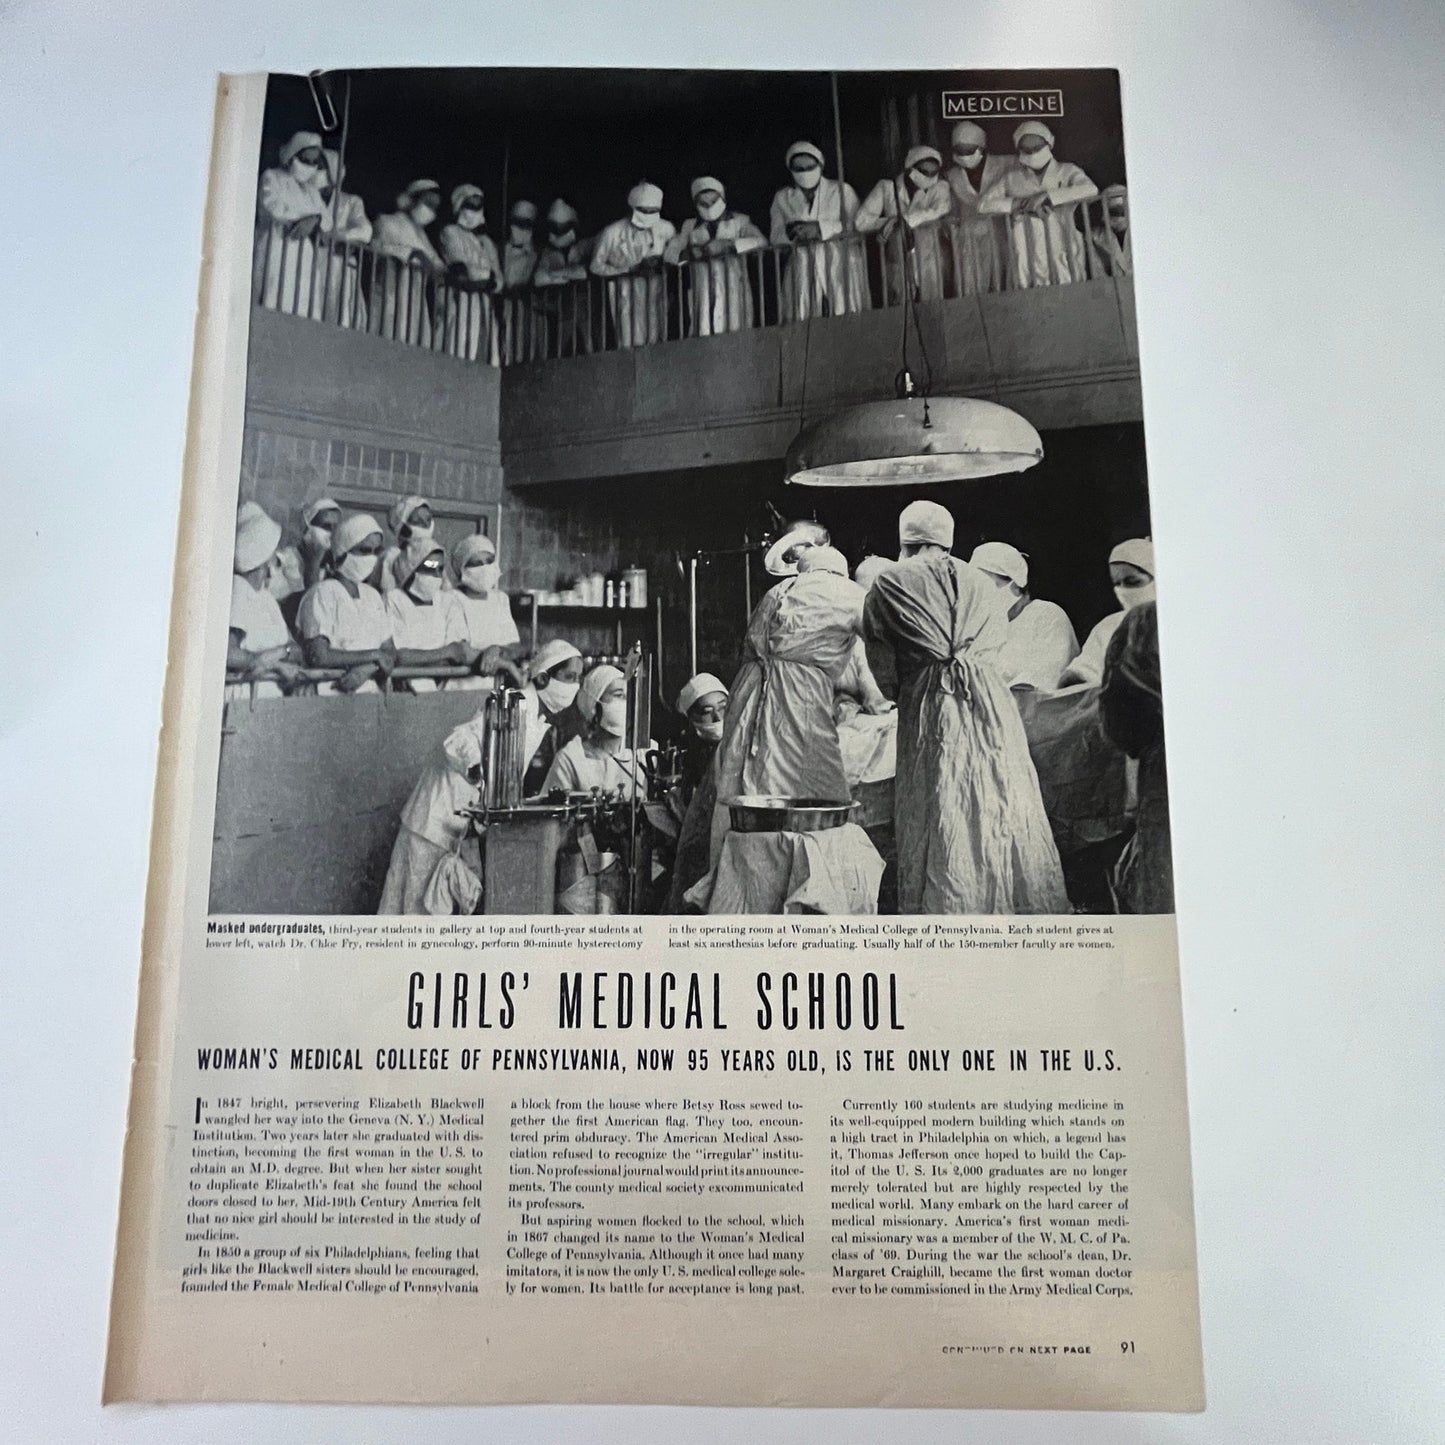 MEDICINE
Masked undergraduates, third-year students in gallery at top and fourth-year students at
lower left, watch Dr. Chloe Fry, resident in gynecology, perform 90-minute hysterectomy
in the operating room at Woman's Medical College of Pennsylvania. Each student gives at
least six anesthesias before graduating. Usually half of the 150-member faculty are women.
GIRLS' MEDICAL SCHOOL
WOMAN'S MEDICAL COLLEGE OF PENNSYLVANIA, NOW 95 YEARS OLD, IS THE ONLY ONE IN THE U.S.
In 1847 bright, persevering Elizabeth Blackwell
wangled her way into the Geneva (N. Y.) Medical
Institution. Two years later she graduated with dis-
tinction, becoming the first woman in the U. S. to
obtain an M.D. degree. But when her sister sought
to duplicate Elizabeth's feat she found the school
doors closed to her. Mid-19th Century America felt
that no nice girl should be interested in the study of
medicine.
In 1850 a group of six Philadelphians, feeling that
girls like the Blackwell sisters should be encouraged,
founded the Female Medical College of Pennsylvania
a block from the house where Betsy Ross sewed to-
gether the first American flag. They too, encoun-
tered prim obduracy. The American Medical Asso-
ciation refused to recognize the "irregular" institu-
tion. No professional journal would print its announce-
ments. The county medical society excommunicated
its professors.
But aspiring women flocked to the school, which
in 1867 changed its name to the Woman's Medical
College of Pennsylvania. Although it once had many
imitators, it is now the only U. S. medical college sole-
ly for women. Its battle for acceptance is long past.
Currently 160 students are studying medicine in
its well-equipped modern building which stands on
a high tract in Philadelphia on which, a legend has
it, Thomas Jefferson once hoped to build the Cap-
itol of the U. S. Its 2,000 graduates are no longer
merely tolerated but are highly respected by the
medical world. Many embark on the hard career of
medical missionary. America's first woman medi-
cal missionary was a member of the W. M. C. of Pa.
class of '69. During the war the school's dean, Dr.
Margaret Craighill, became the first woman doctor
ever to be commissioned in the Army Medical Corps.
CONTINUED ON NEXT PAGE 91